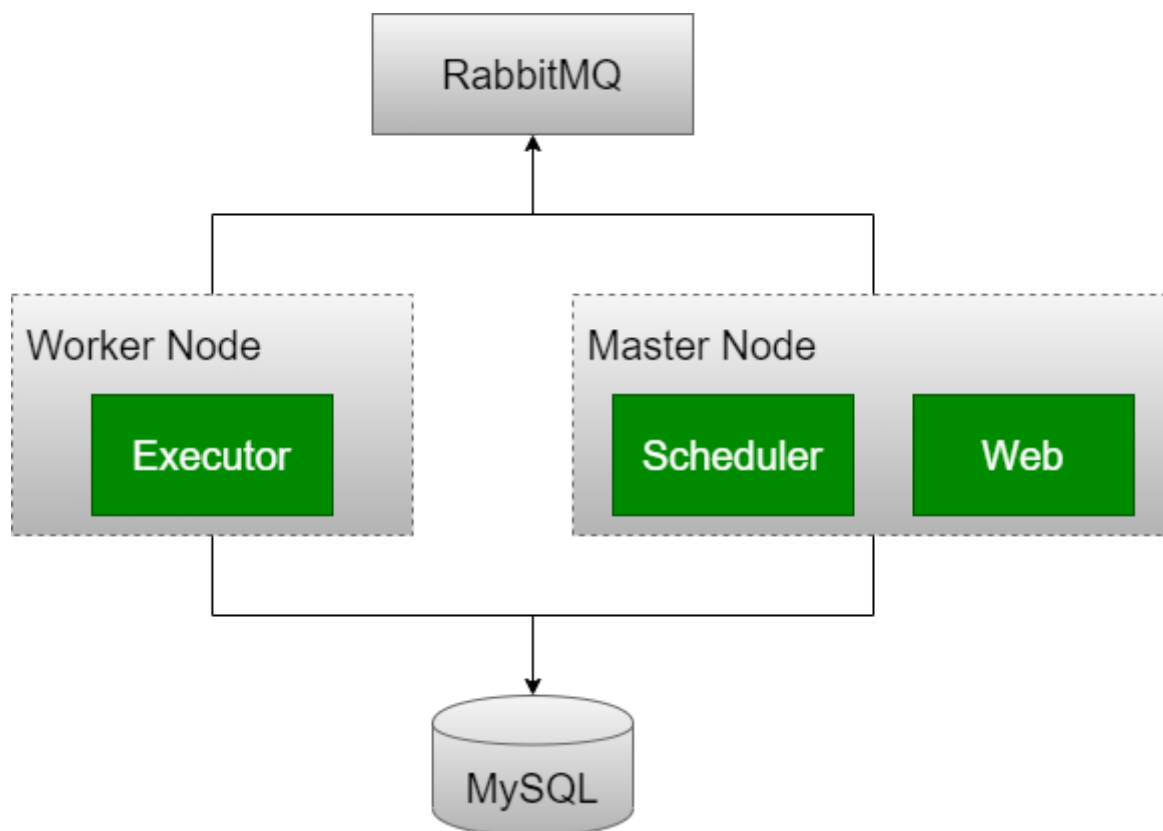 RabbitMQ
Worker Node
Master Node
Executor
Scheduler
Web
MySQL